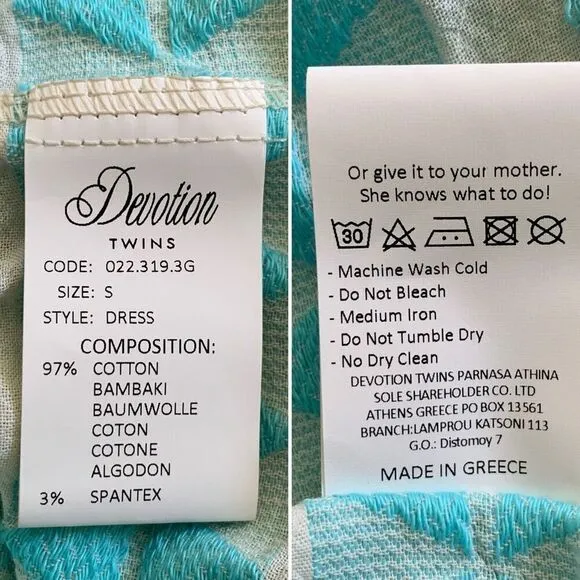 Devotion
TWINS
CODE: 022.319.3G
SIZE: S
STYLE: DRESS
COMPOSITION:
97% COTTON
BAMBAKI
BAUMWOLLE
COTON
COTONE
ALGODON
3% SPANTEX
Or give it to your mother.
She knows what to do!
30
- Machine Wash Cold
- Do Not Bleach
- Medium Iron
- Do Not Tumble Dry
- No Dry Clean
DEVOTION TWINS PARNASA ATHINA
SOLE SHAREHOLDER CO. LTD
ATHENS GREECE PO BOX 13561
BRANCH:LAMPROU KATSONI 113
G.O.: Distomoy 7
MADE IN GREECE